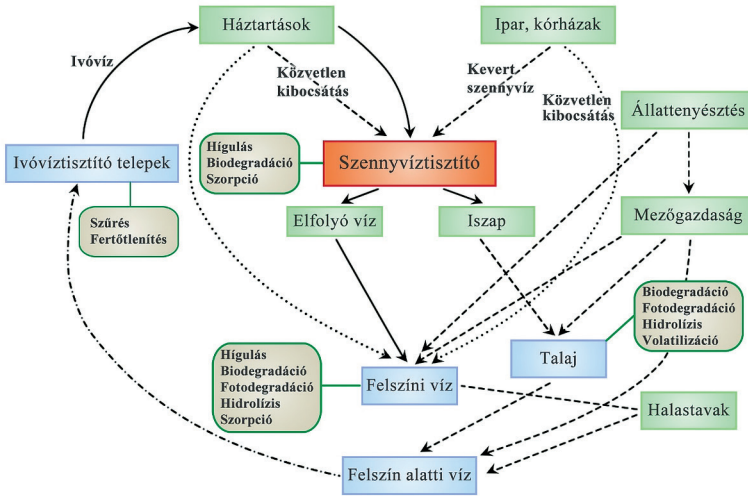 Háztartások
Ipar, kórházak
Ivóvíz
Közvetlen
kibocsátás
Kevert
szennyvíz
Közvetlen
kibocsátás
Állattenyésztés
Ivóvíztisztító telepek
Hígulás
Biodegradáció
Szorpció
Szennyvíztisztító
Szűrés
Fertőtlenítés
Elfolyó víz
Iszap
Mezőgazdaság
Biodegradáció
Fotodegradáció
Hidrolízis
Volatilizáció
Hígulás
Biodegradáció
Fotodegradáció
Hidrolízis
Szorpció
Felszíni víz
Talaj
Halastavak
Felszín alatti víz